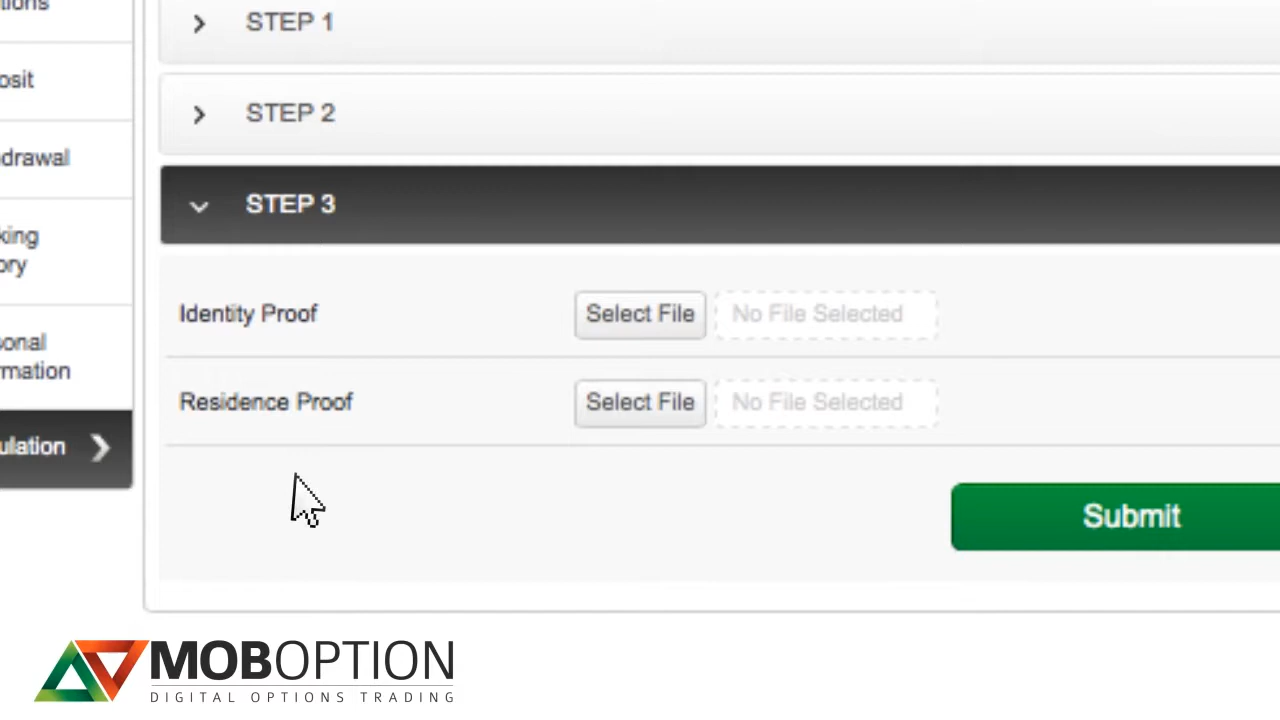 STEP 1
STEP 2
STEP 3
Identity Proof
Select File
No File Selected
Residence Proof
Select File
No File Selected
Submit
MOBOPTION
DIGITAL OPTIONS TRADING